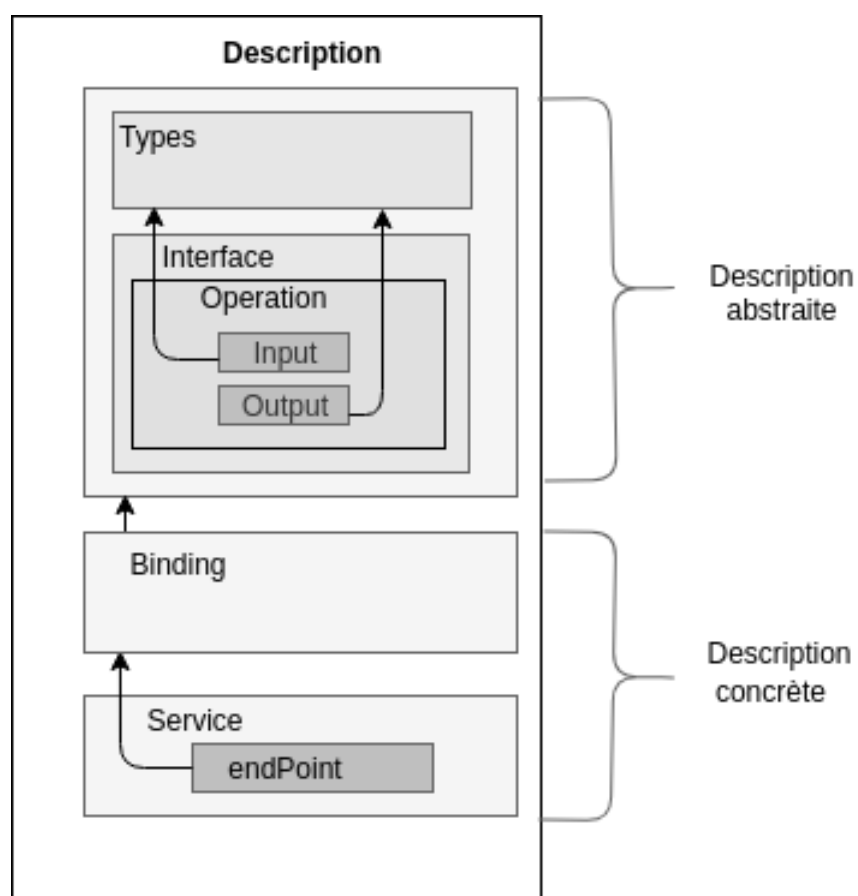 Description
Types
Interface
Operation
Input
Output
Description
abstraite
Binding
Service
endPoint
Description
concrète